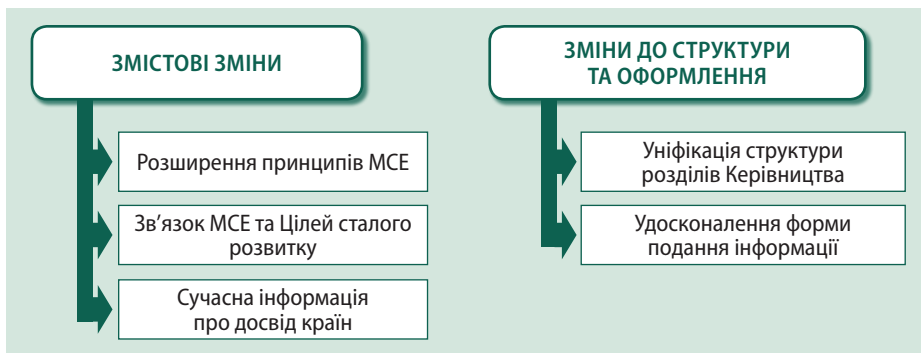 ЗМІСТОВІ ЗМІНИ
Розширення принципів МСЕ
Зв’язок МСЕ та Цілей сталого
розвитку
Сучасна інформація
про досвід країн
ЗМІНИ ДО СТРУКТУРИ
ТА ОФОРМЛЕННЯ
Уніфікація структури
розділів Керівництва
Удосконалення форми
подання інформації